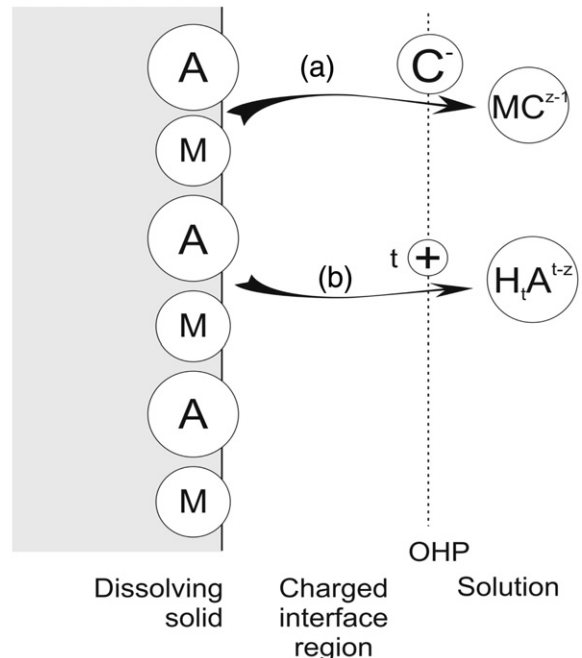 A
(a)
C⁻
M
MCᶻ⁻¹
A
t +
(b)
HₜAᵗ⁻ᶻ
M
A
M
OHP
Dissolving
solid
Charged
interface
region
Solution